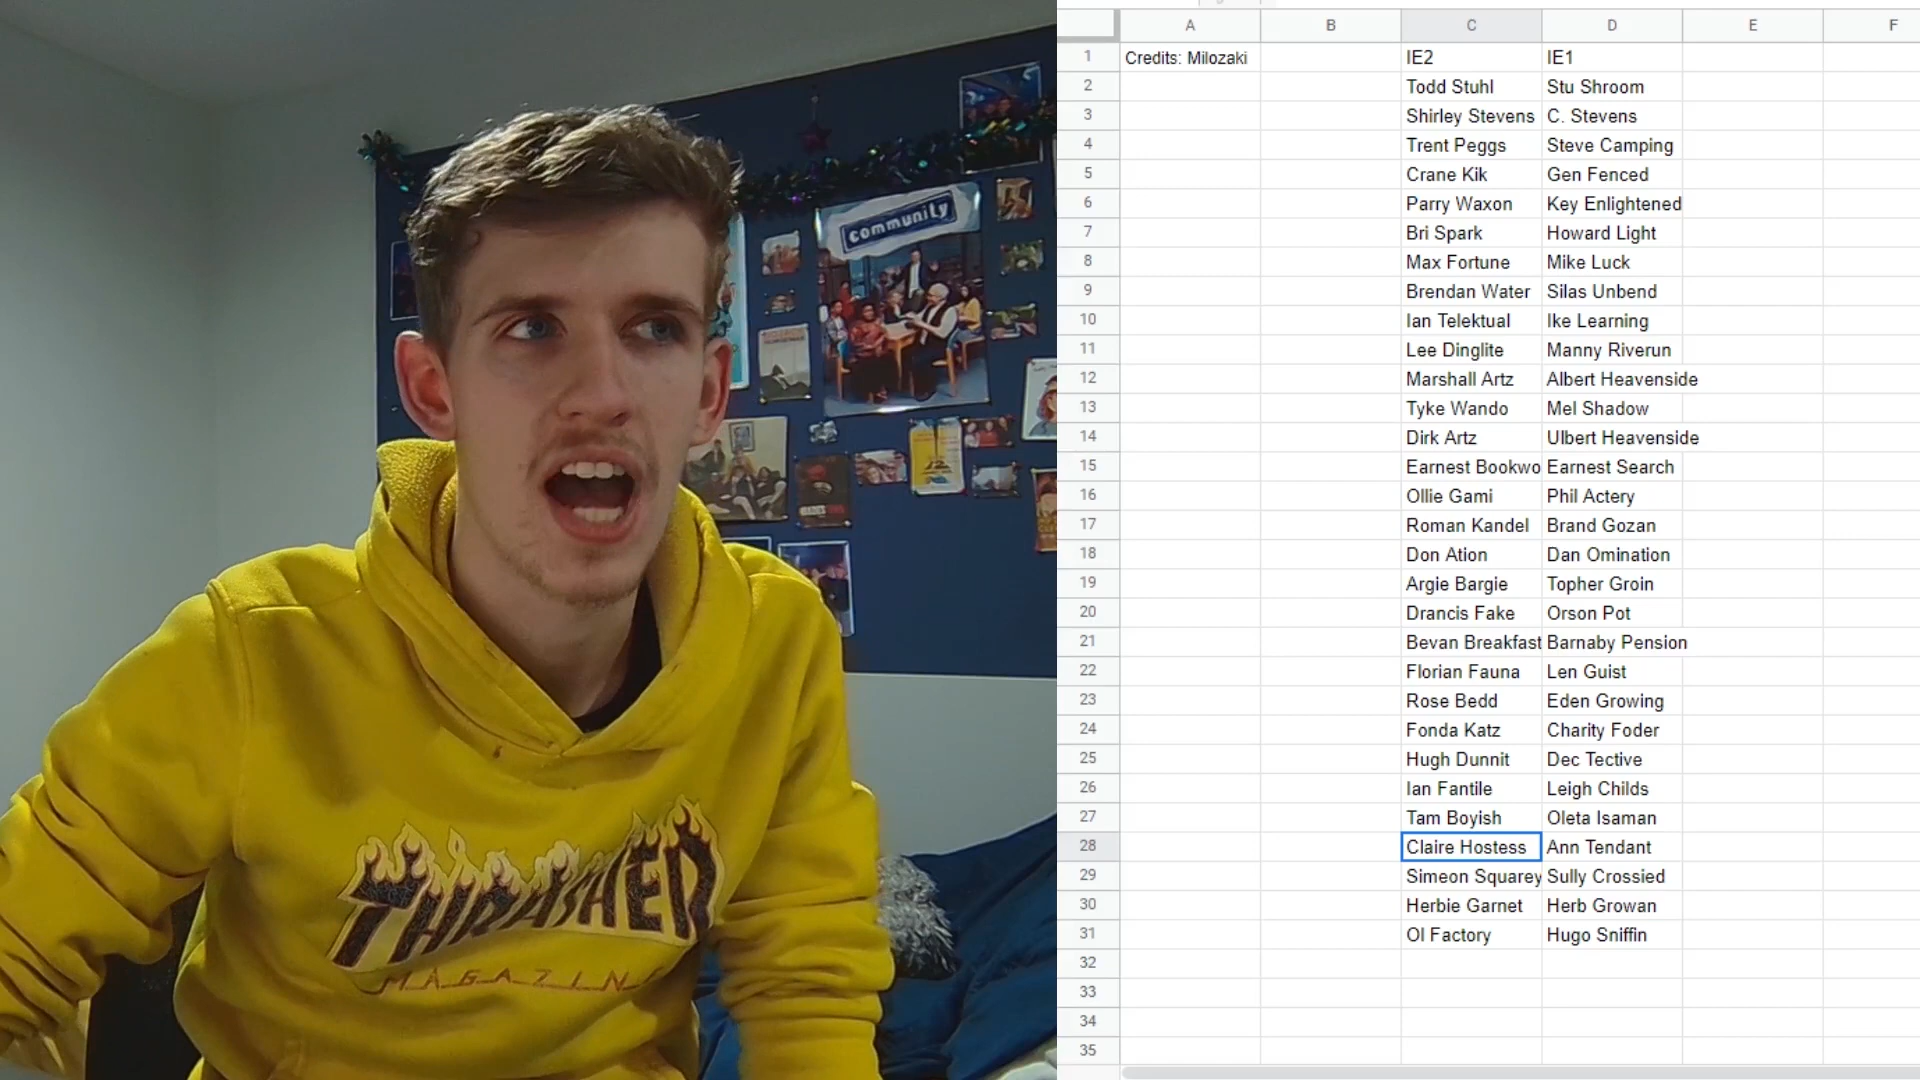 community
THRASHER
MAGAZINE
A B C D E F
1 Credits: Milozaki IE2 IE1
2 Todd Stuhl Stu Shroom
3 Shirley Stevens C. Stevens
4 Trent Peggs Steve Camping
5 Crane Kik Gen Fenced
6 Parry Waxon Key Enlightened
7 Bri Spark Howard Light
8 Max Fortune Mike Luck
9 Brendan Water Silas Unbend
10 Ian Telektual Ike Learning
11 Lee Dinglite Manny Riverun
12 Marshall Artz Albert Heavenside
13 Tyke Wando Mel Shadow
14 Dirk Artz Ulbert Heavenside
15 Earnest Bookwo Earnest Search
16 Ollie Gami Phil Actery
17 Roman Kandel Brand Gozan
18 Don Ation Dan Omination
19 Argie Bargie Topher Groin
20 Drancis Fake Orson Pot
21 Bevan Breakfast Barnaby Pension
22 Florian Fauna Len Guist
23 Rose Bedd Eden Growing
24 Fonda Katz Charity Foder
25 Hugh Dunnit Dec Tective
26 Ian Fantile Leigh Childs
27 Tam Boyish Oleta Isaman
28 Claire Hostess Ann Tendant
29 Simeon Squarey Sully Crossied
30 Herbie Garnet Herb Growan
31 Ol Factory Hugo Sniffin
32
33
34
35